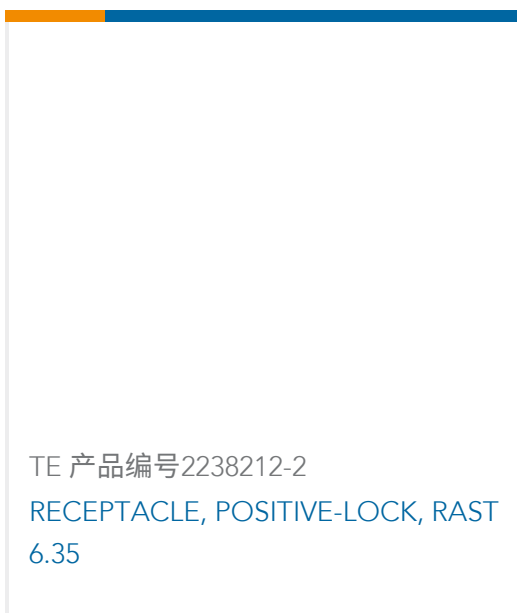 TE 产品编号2238212-2
RECEPTACLE, POSITIVE-LOCK, RAST
6.35